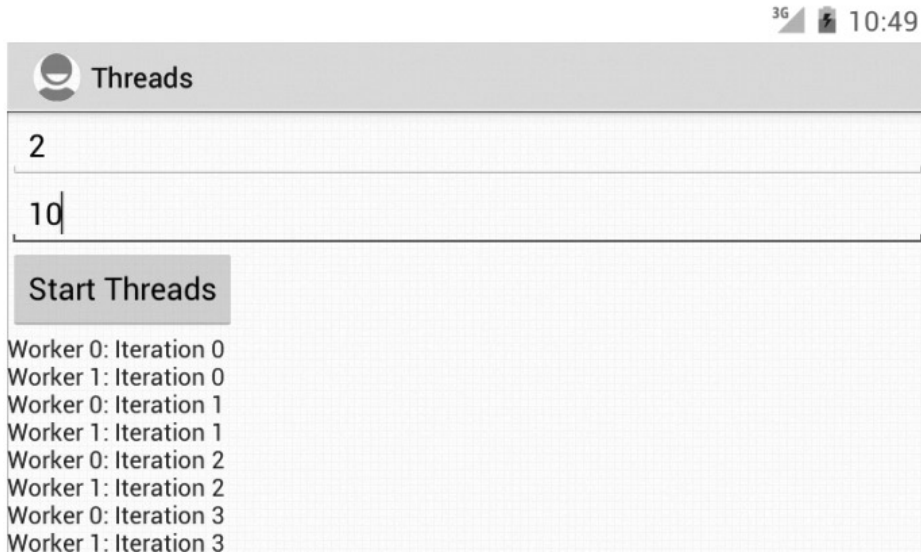 3G 10:49
Threads
2
10
Start Threads
Worker 0: Iteration 0
Worker 1: Iteration 0
Worker 0: Iteration 1
Worker 1: Iteration 1
Worker 0: Iteration 2
Worker 1: Iteration 2
Worker 0: Iteration 3
Worker 1: Iteration 3